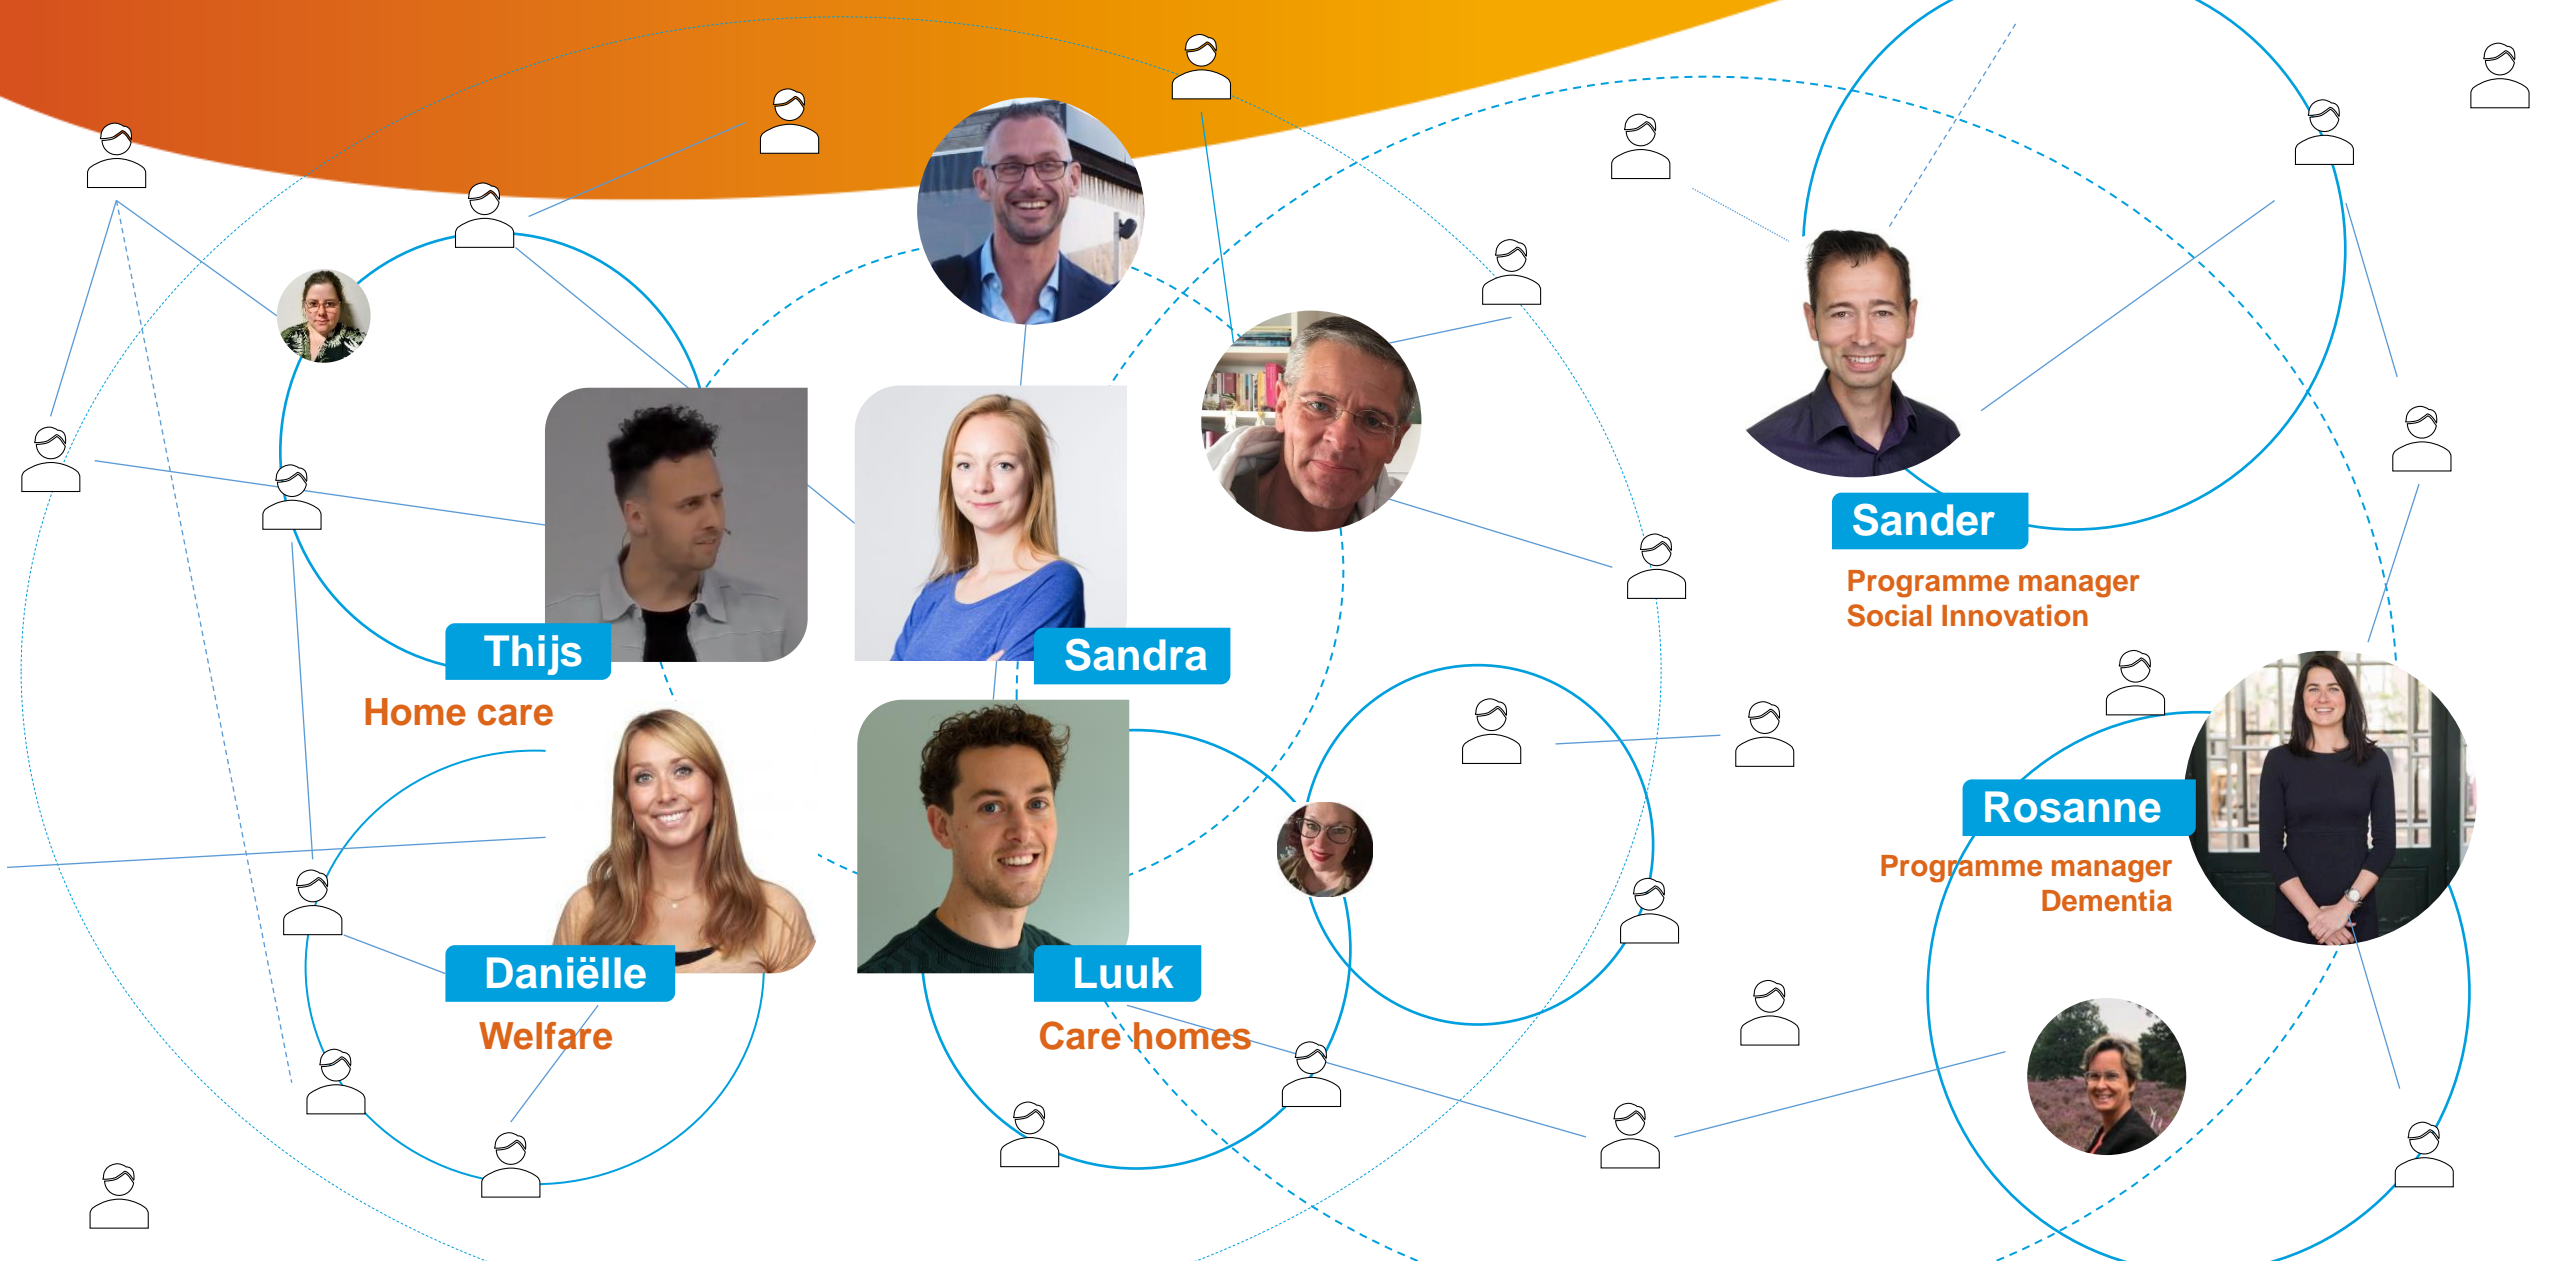 Sander
Programme manager
Social Innovation
Thijs
Sandra
Home care
Rosanne
Programme manager
Dementia
Daniëlle
Luuk
Welfare
Care homes